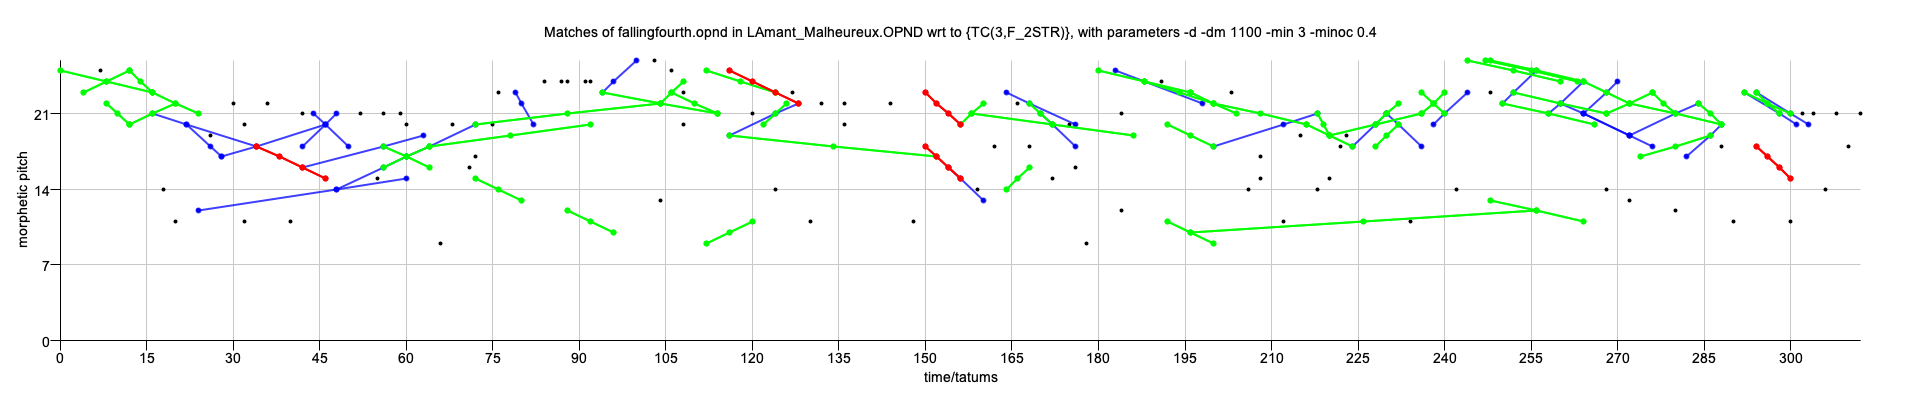 Matches of fallingfourth.opnd in LAmant_Malheureux.OPND wrt to {TC(3,F_2STR)}, with parameters -d -dm 1100 -min 3 -minoc 0.4
morphetic pitch
21
14
7
0
0 15 30 45 60 75 90 105 120 135 150 165 180 195 210 225 240 255 270 285 300
time/tatums